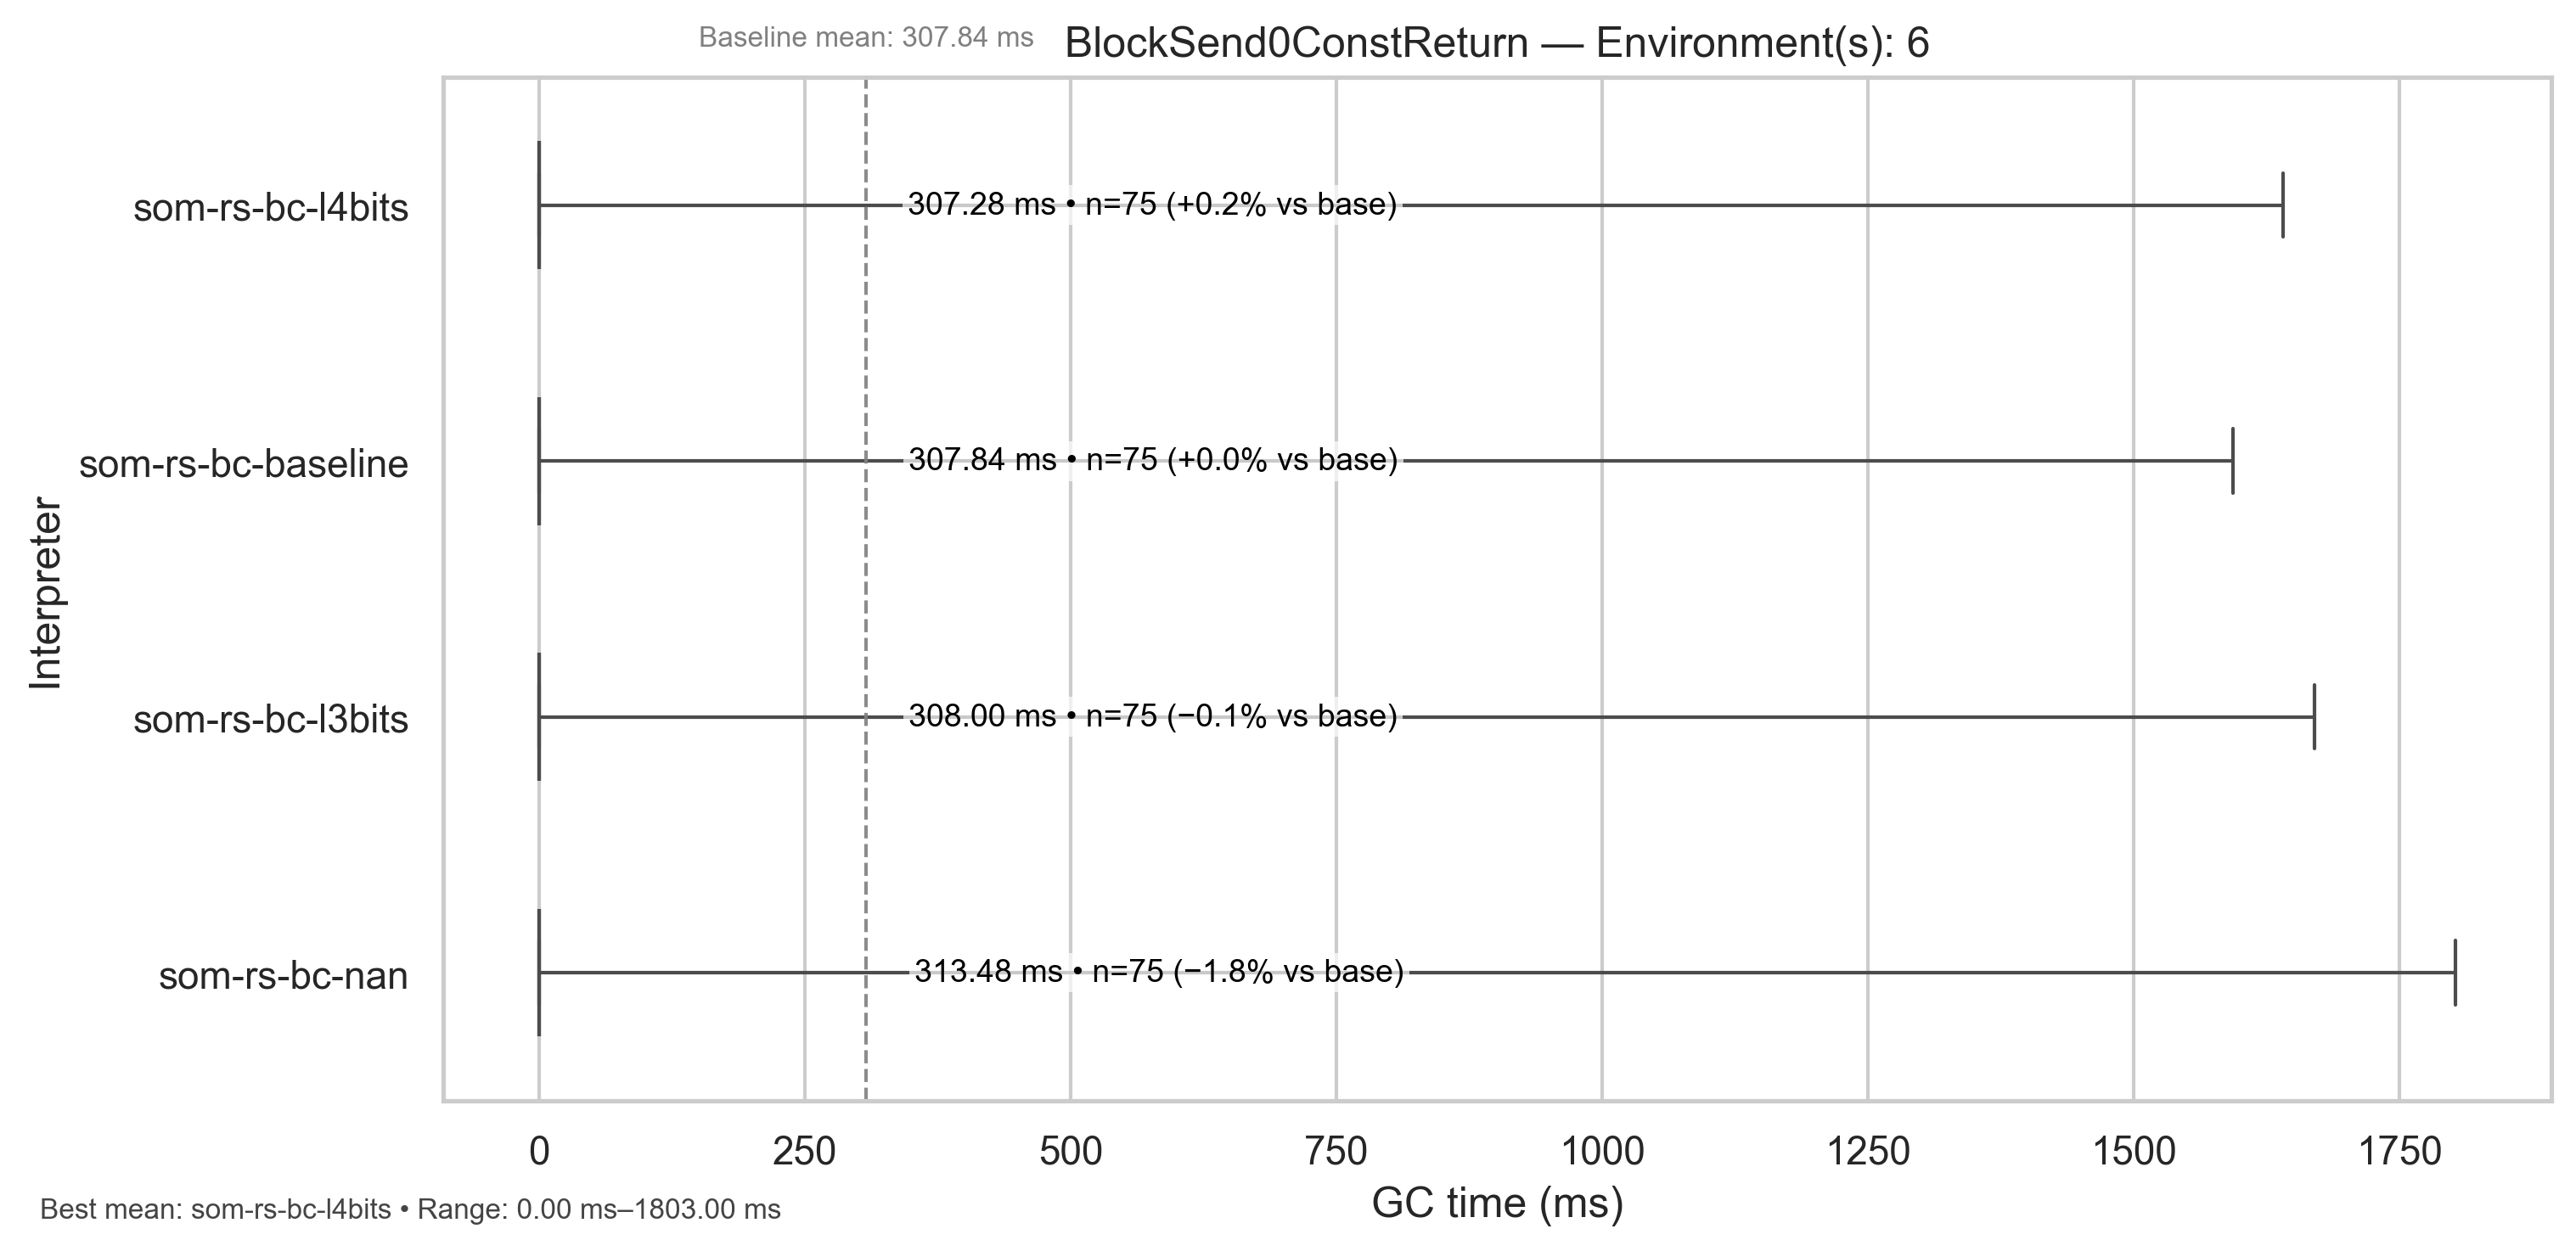 Baseline mean: 307.84 ms
BlockSend0ConstReturn — Environment(s): 6
Interpreter
som-rs-bc-l4bits
307.28 ms • n=75 (+0.2% vs base)
som-rs-bc-baseline
307.84 ms • n=75 (+0.0% vs base)
som-rs-bc-l3bits
308.00 ms • n=75 (−0.1% vs base)
som-rs-bc-nan
313.48 ms • n=75 (−1.8% vs base)
0 250 500 750 1000 1250 1500 1750
GC time (ms)
Best mean: som-rs-bc-l4bits • Range: 0.00 ms–1803.00 ms